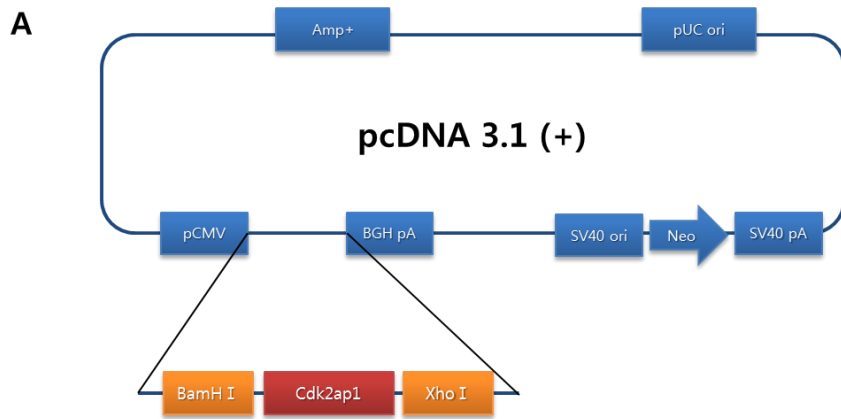 A
Amp+
pUC ori
pcDNA 3.1 (+)
pCMV
BGH pA
SV40 ori
Neo
SV40 pA
BamH I
Cdk2ap1
Xho I